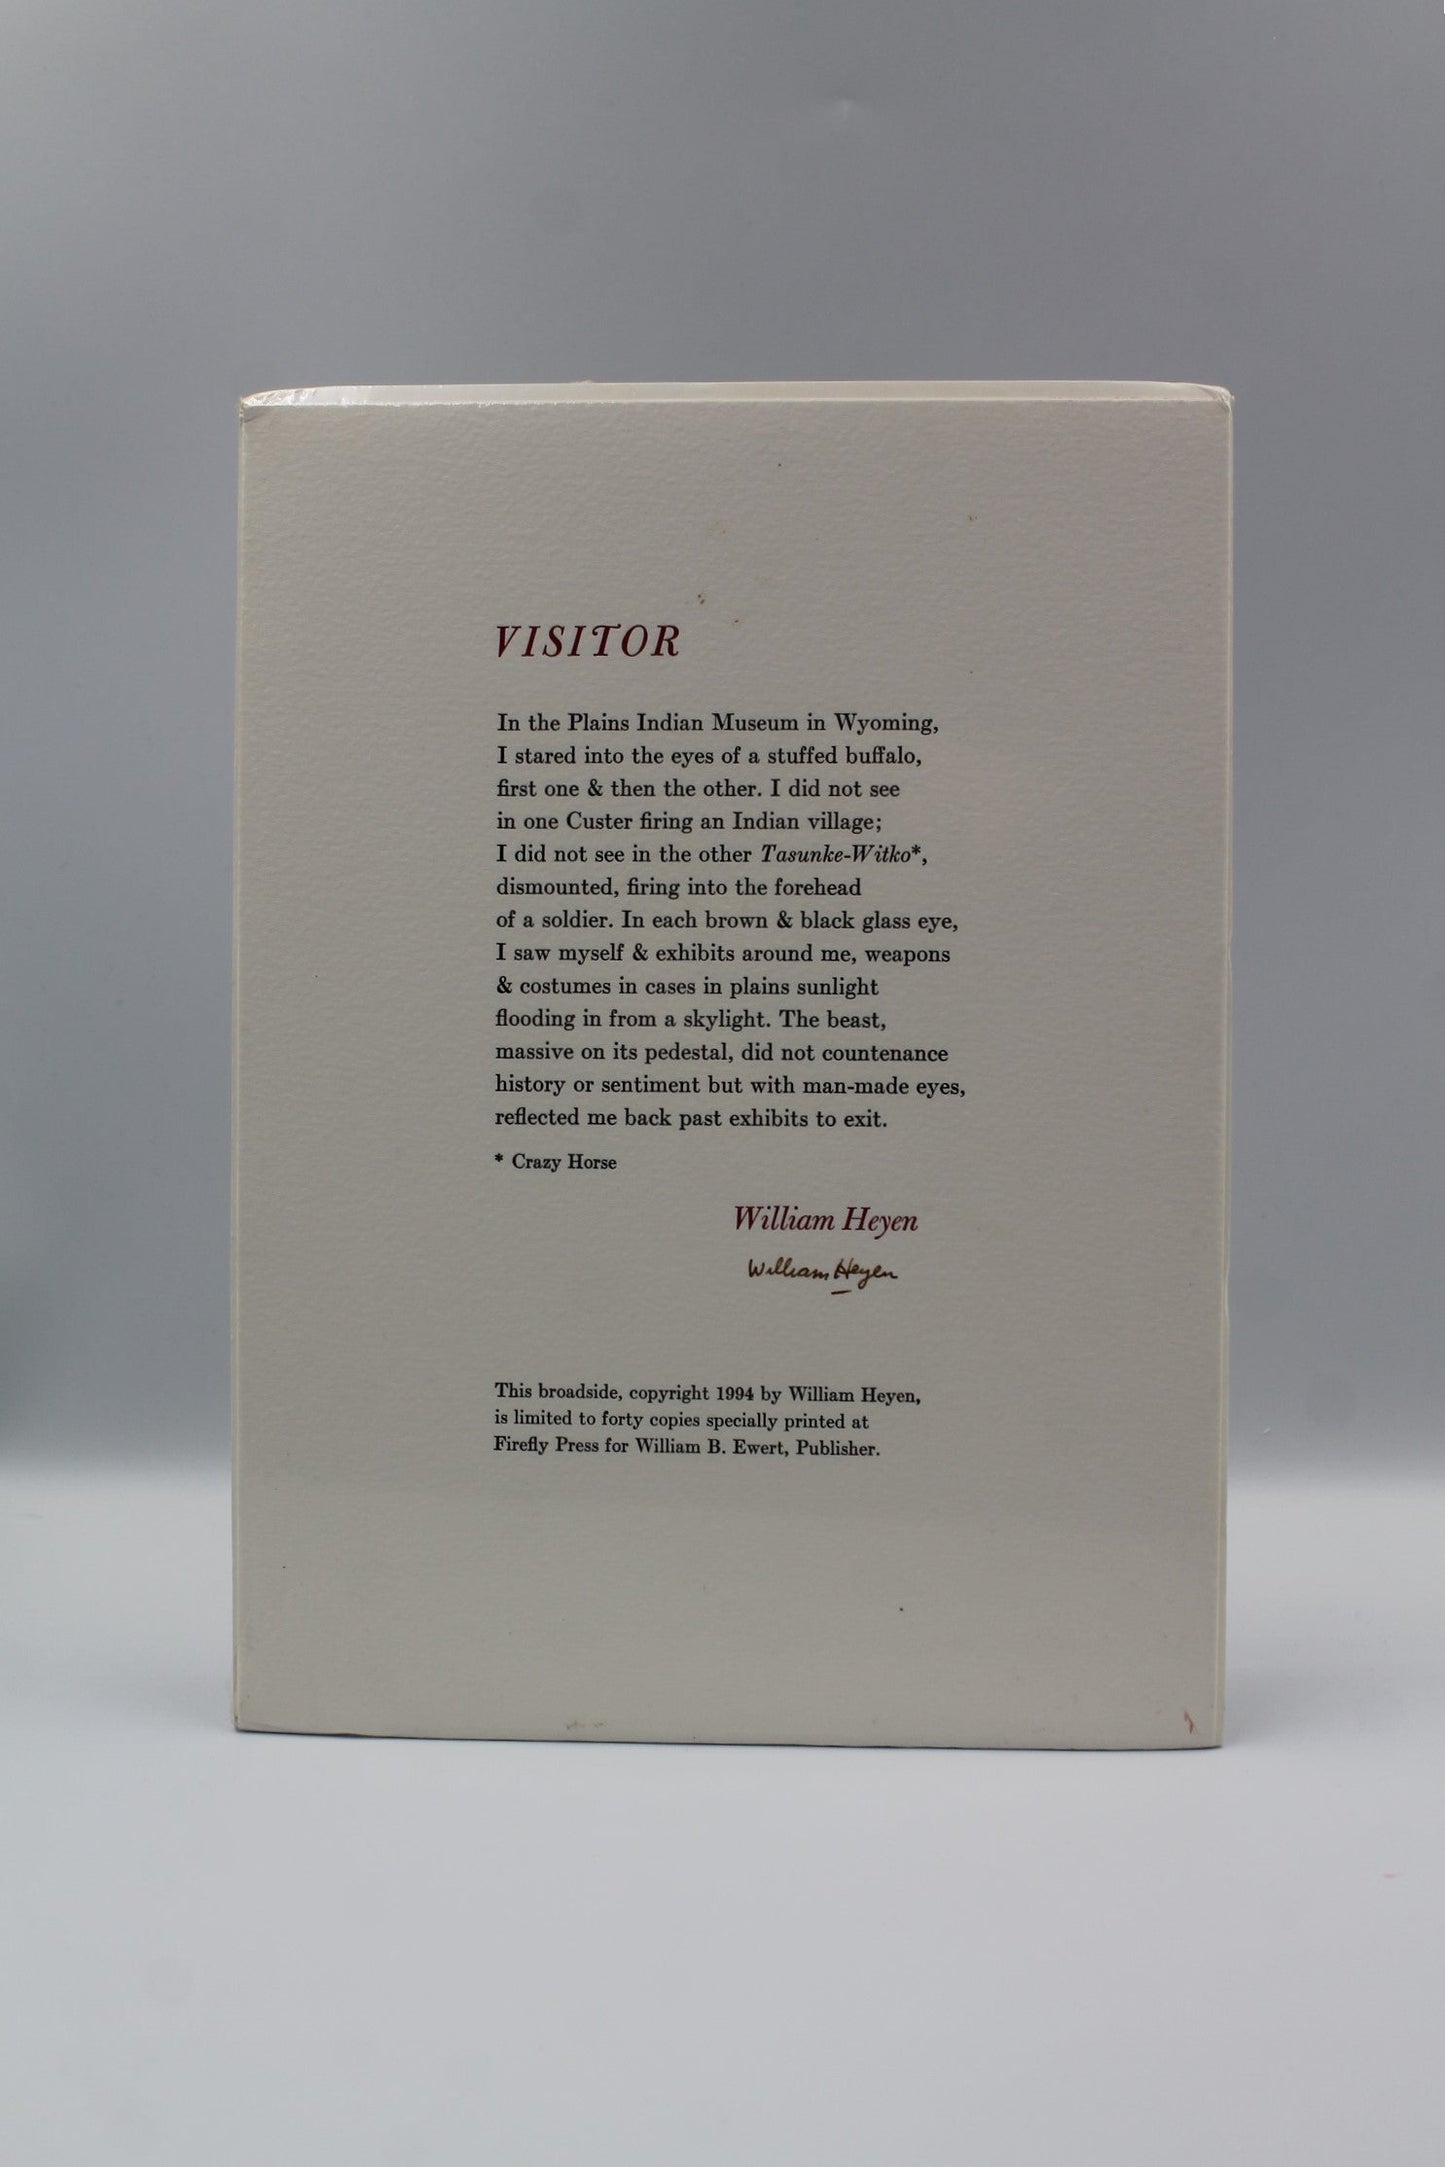 VISITOR
In the Plains Indian Museum in Wyoming,
I stared into the eyes of a stuffed buffalo,
first one & then the other. I did not see
in one Custer firing an Indian village;
I did not see in the other Tasunke-Witko*,
dismounted, firing into the forehead
of a soldier. In each brown & black glass eye,
I saw myself & exhibits around me, weapons
& costumes in cases in plains sunlight
flooding in from a skylight. The beast,
massive on its pedestal, did not countenance
history or sentiment but with man-made eyes,
reflected me back past exhibits to exit.
* Crazy Horse
William Heyen
William Heyen
This broadside, copyright 1994 by William Heyen,
is limited to forty copies specially printed at
Firefly Press for William B. Ewert, Publisher.